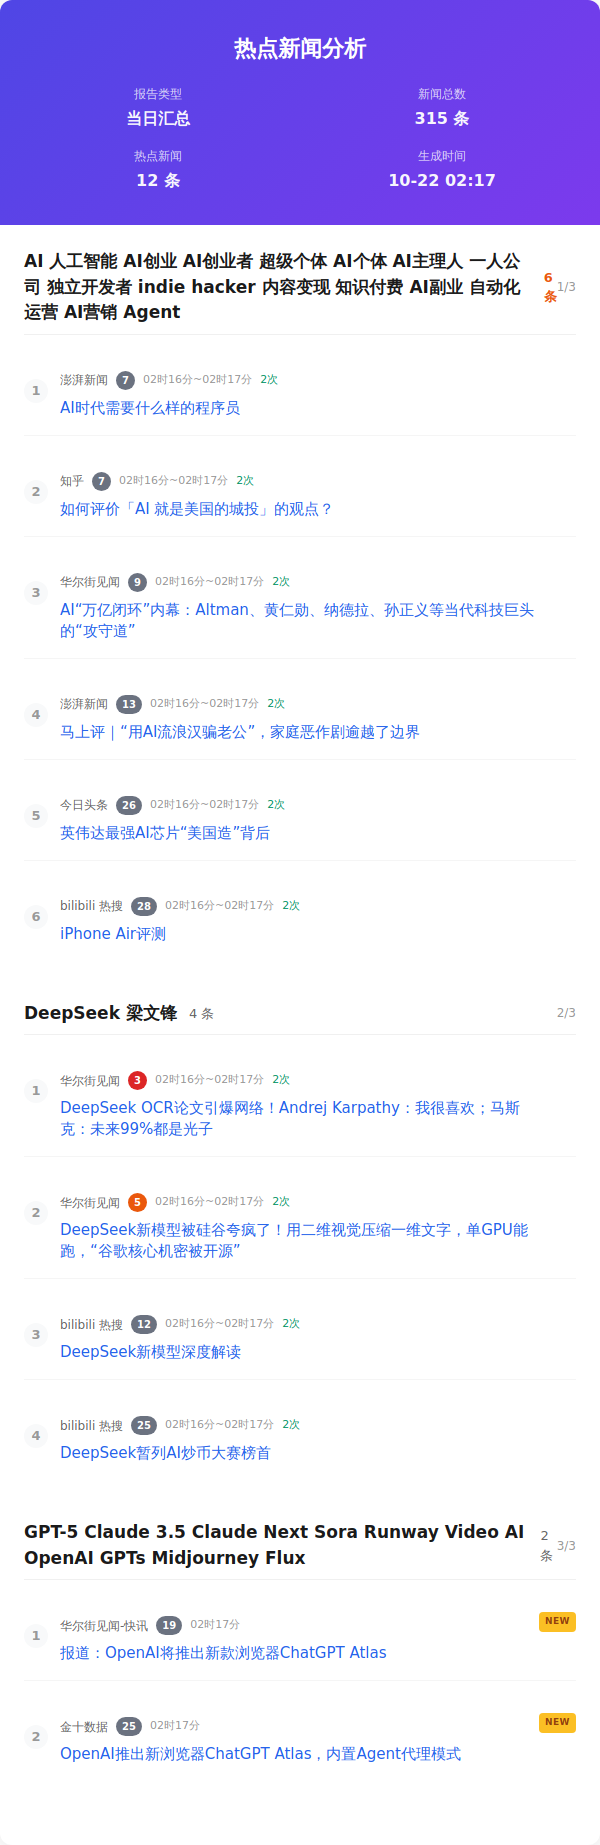 热点新闻分析
报告类型
当日汇总
新闻总数
315 条
热点新闻
12 条
生成时间
10-22 02:17
AI 人工智能 AI创业 AI创业者 超级个体 AI个体 AI主理人 一人公
司 独立开发者 indie hacker 内容变现 知识付费 AI副业 自动化
运营 AI营销 Agent
6
条
1/3
1
澎湃新闻 7 02时16分~02时17分 2次
AI时代需要什么样的程序员
2
知乎 7 02时16分~02时17分 2次
如何评价「AI 就是美国的城投」的观点？
3
华尔街见闻 9 02时16分~02时17分 2次
AI“万亿闭环”内幕：Altman、黄仁勋、纳德拉、孙正义等当代科技巨头
的“攻守道”
4
澎湃新闻 13 02时16分~02时17分 2次
马上评｜“用AI流浪汉骗老公”，家庭恶作剧逾越了边界
5
今日头条 26 02时16分~02时17分 2次
英伟达最强AI芯片“美国造”背后
6
bilibili 热搜 28 02时16分~02时17分 2次
iPhone Air评测
DeepSeek 梁文锋 4 条 2/3
1
华尔街见闻 3 02时16分~02时17分 2次
DeepSeek OCR论文引爆网络！Andrej Karpathy：我很喜欢；马斯
克：未来99%都是光子
2
华尔街见闻 5 02时16分~02时17分 2次
DeepSeek新模型被硅谷夸疯了！用二维视觉压缩一维文字，单GPU能
跑，“谷歌核心机密被开源”
3
bilibili 热搜 12 02时16分~02时17分 2次
DeepSeek新模型深度解读
4
bilibili 热搜 25 02时16分~02时17分 2次
DeepSeek暂列AI炒币大赛榜首
GPT-5 Claude 3.5 Claude Next Sora Runway Video AI
OpenAI GPTs Midjourney Flux
2
条
3/3
1
华尔街见闻-快讯 19 02时17分 NEW
报道：OpenAI将推出新款浏览器ChatGPT Atlas
2
金十数据 25 02时17分 NEW
OpenAI推出新浏览器ChatGPT Atlas，内置Agent代理模式